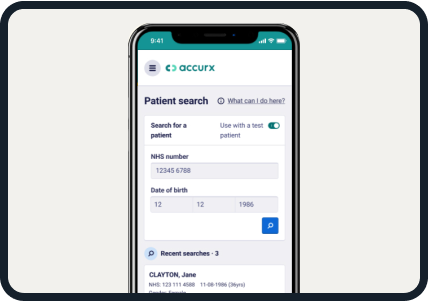 9:41
accurx
Patient search
What can I do here?
Search for a patient
Use with a test patient
NHS number
12345 6788
Date of birth
12 12 1986
Recent searches - 3
CLAYTON, Jane
NHS: 123 111 4588 11-08-1986 (36yrs)
Gender: Female